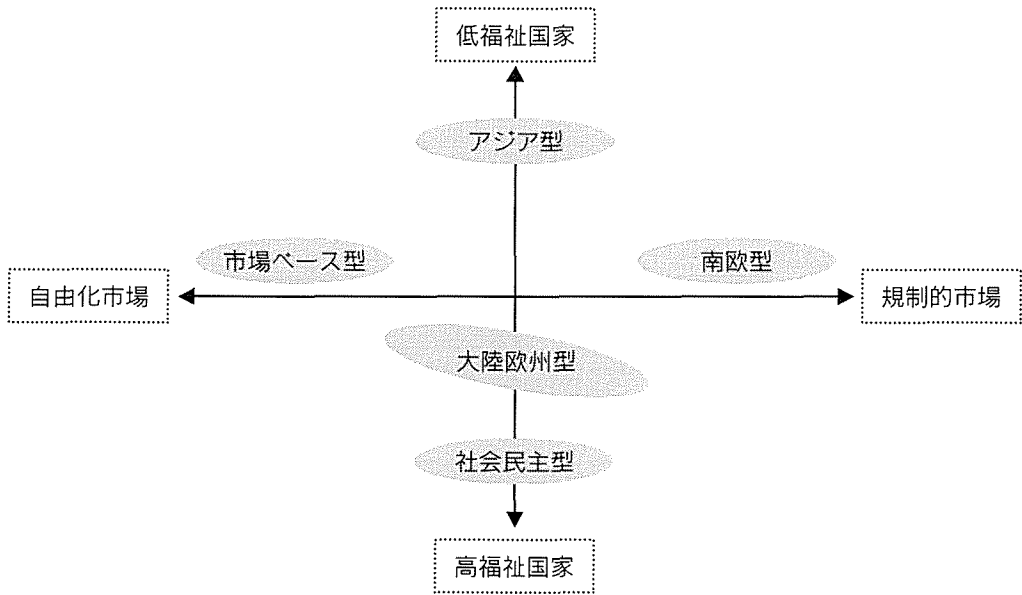 低福祉国家
アジア型
市場ベース型
南欧型
自由化市場
規制的市場
大陸欧州型
社会民主型
高福祉国家